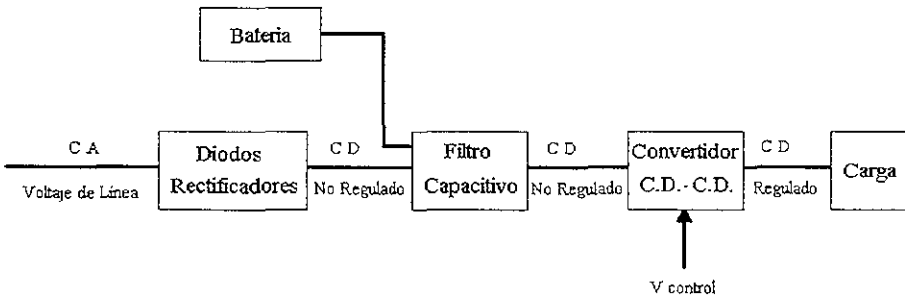 Bateria
C A
Voltaje de Línea
Diodos
Rectificadores
C D
No Regulado
Filtro
Capacitivo
C D
No Regulado
Convertidor
C.D. - C.D.
C D
Regulado
Carga
V control